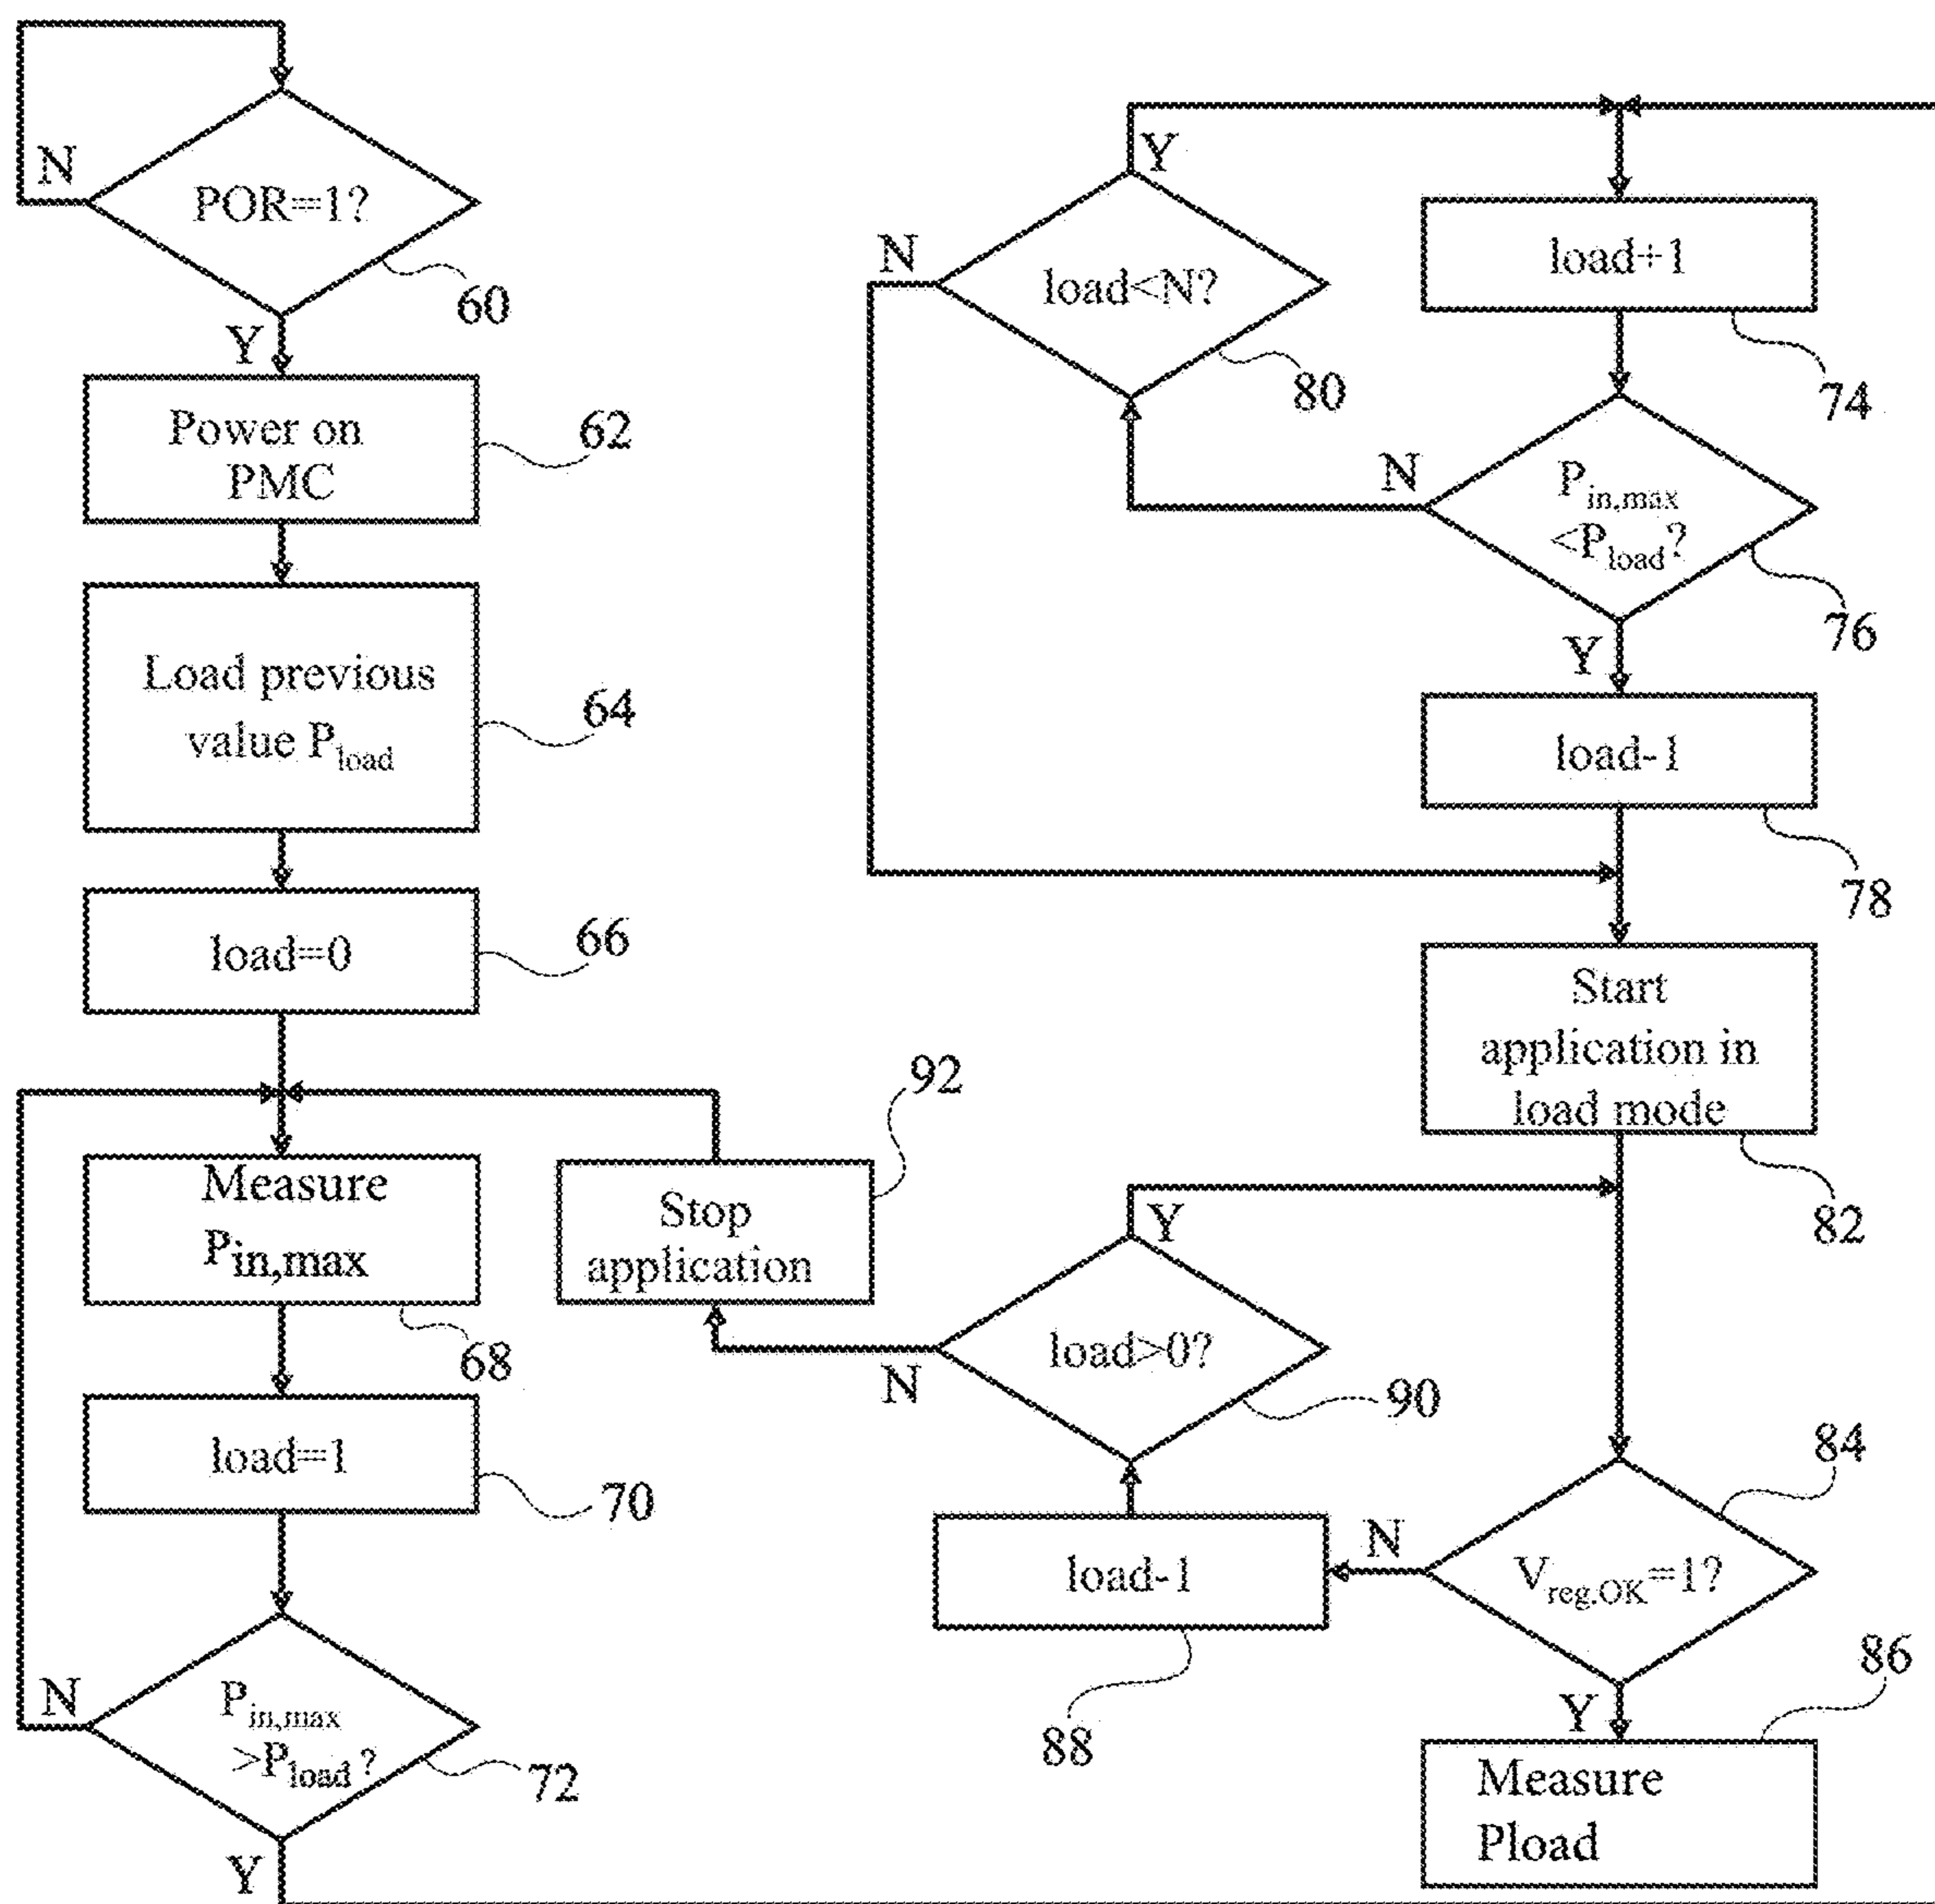 N
POR=1?
60
Y
Power on
PMC
62
Load previous
value Pload
64
load=0
66
Measure
Pin,max
68
load=1
70
N
Pin,max
>Pload?
72
Y
92
Stop
application
Y
load<N?
N
80
load+1
74
N
Pin,max
<Pload?
76
Y
load-1
78
Start
application in
load mode
82
Y
load>0?
N
90
load-1
88
84
N
Vreg.OK=1?
Y
86
Measure
Pload